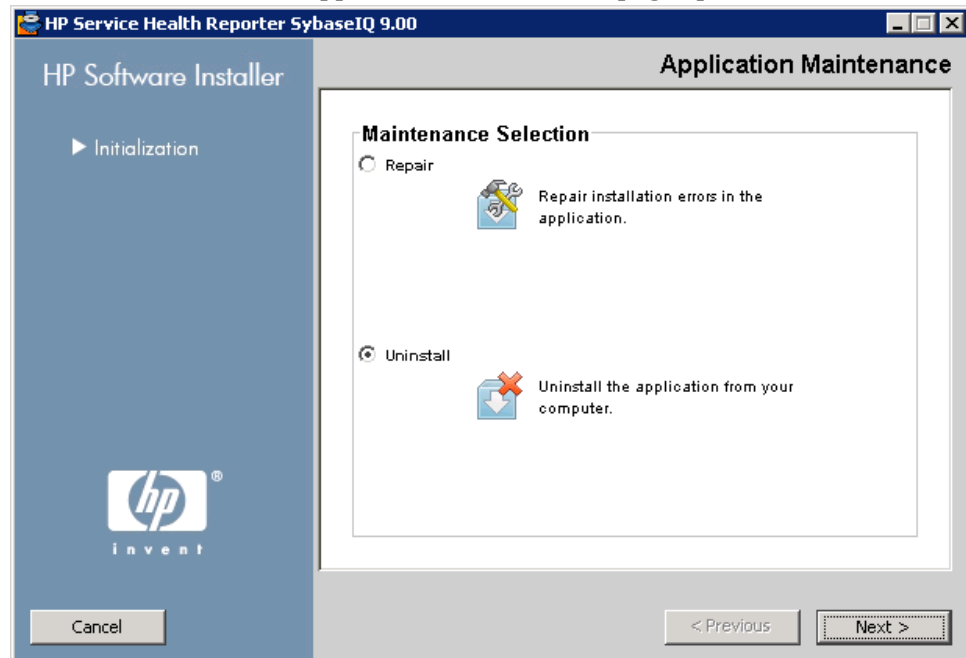 HP Service Health Reporter SybaseIQ 9.00
HP Software Installer
Application Maintenance
Initialization
Maintenance Selection
Repair
Repair installation errors in the
application.
Uninstall
Uninstall the application from your
computer.
hp ®
invent
Cancel
< Previous
Next >